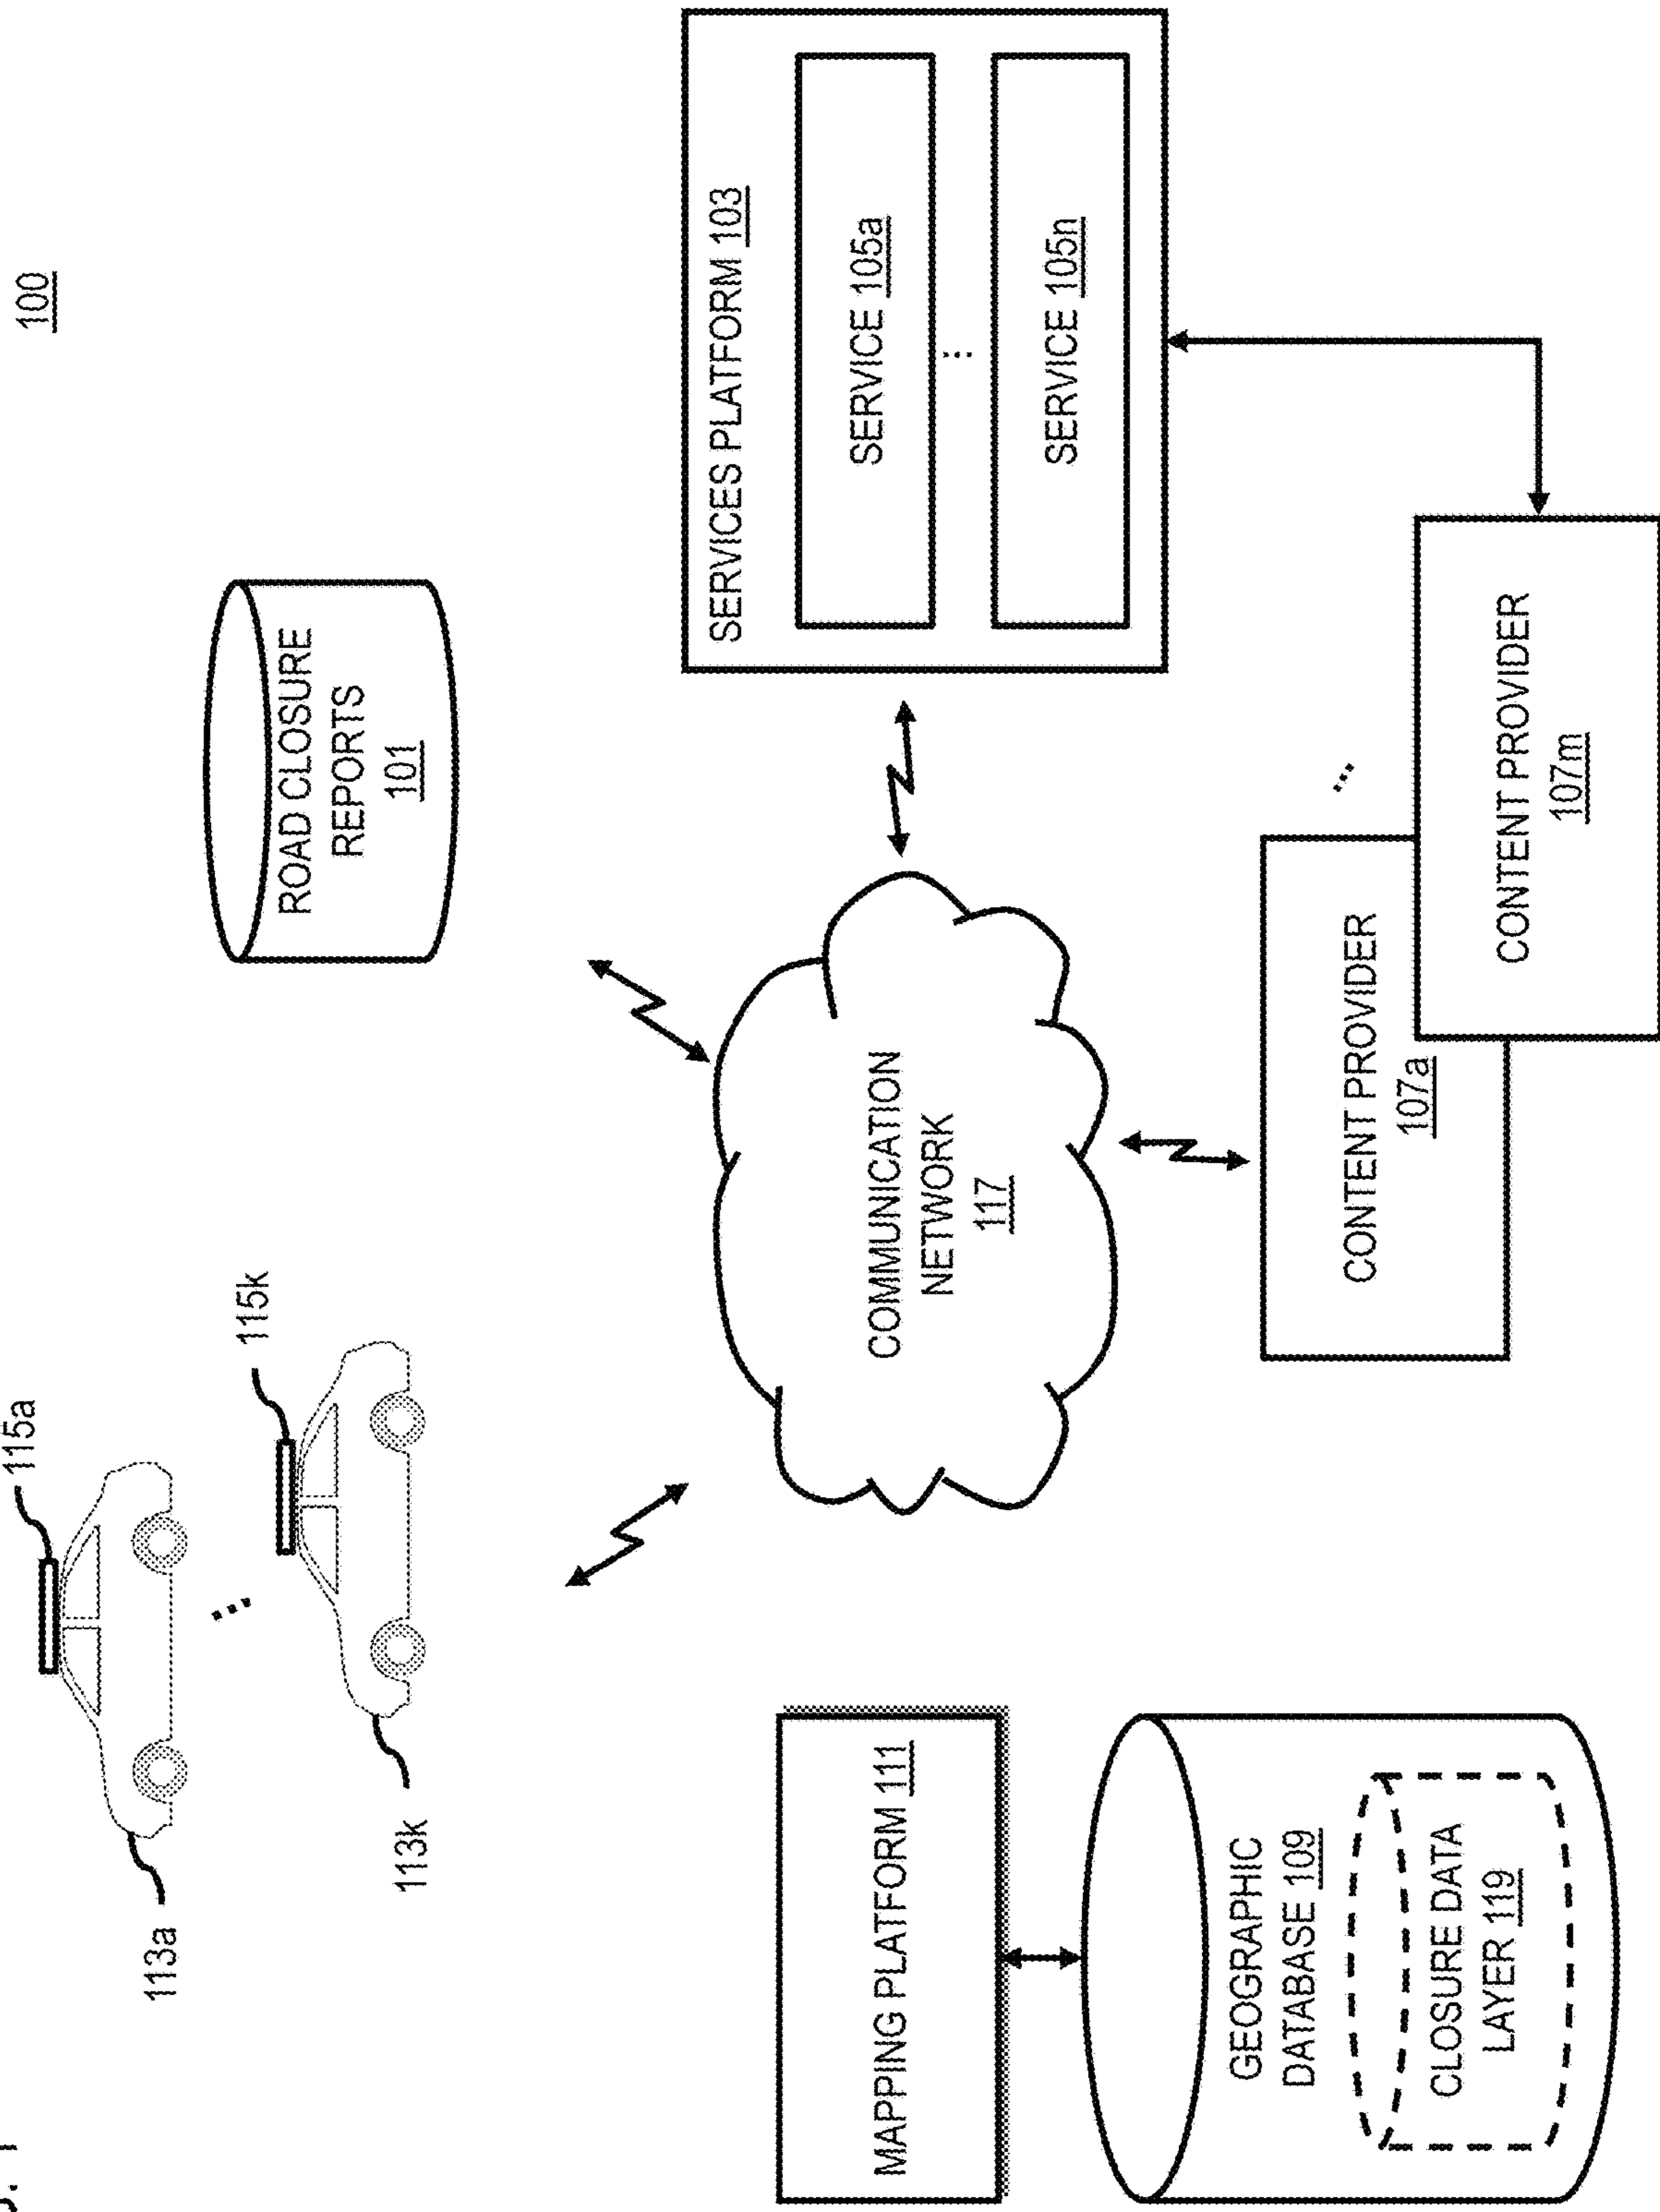 100
115a
115k
113a
113k
ROAD CLOSURE
REPORTS
101
MAPPING PLATFORM 111
COMMUNICATION
NETWORK
117
SERVICES PLATFORM 103
SERVICE 105a
...
SERVICE 105n
GEOGRAPHIC
DATABASE 109
CLOSURE DATA
LAYER 119
CONTENT PROVIDER
107a
...
CONTENT PROVIDER
107m